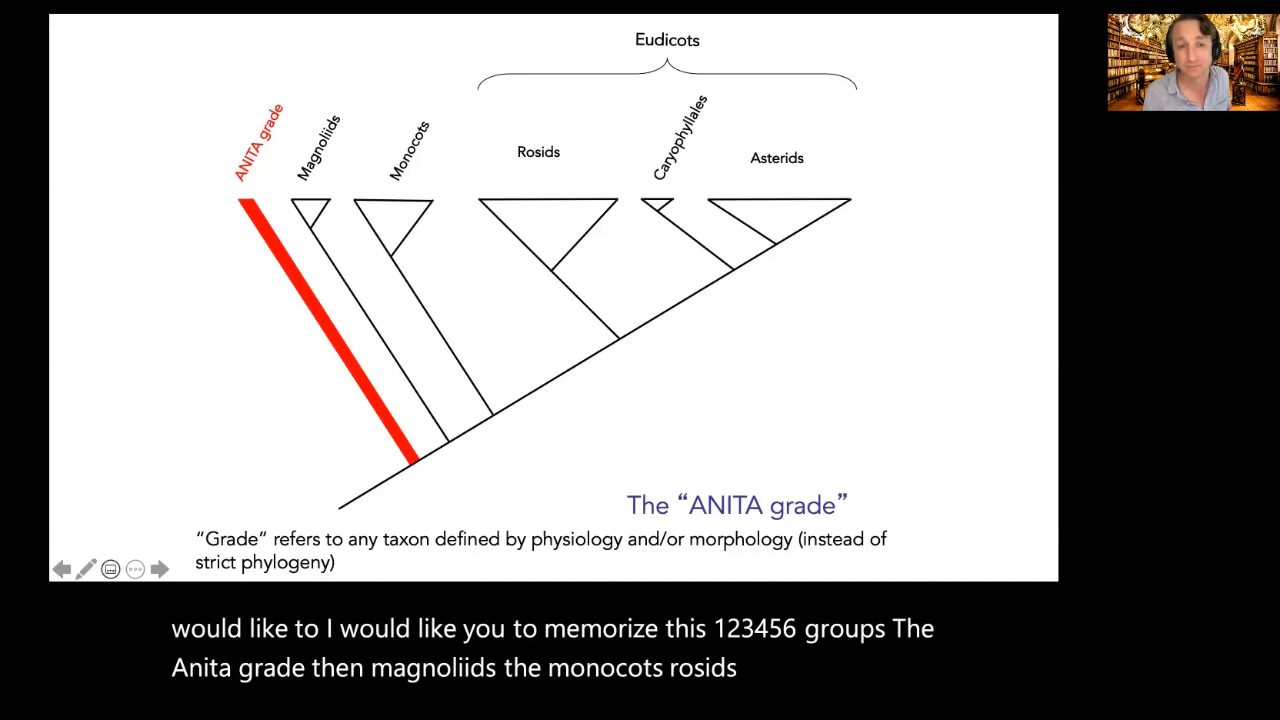 Eudicots
ANITA grade
Magnoliids
Monocots
Rosids
Caryophyllales
Asterids
The “ANITA grade”
“Grade” refers to any taxon defined by physiology and/or morphology (instead of
strict phylogeny)
would like to I would like you to memorize this 123456 groups The
Anita grade then magnoliids the monocots rosids